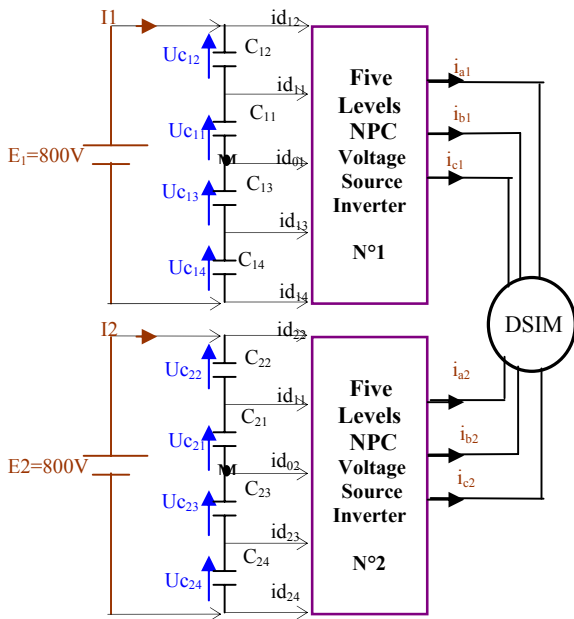 I1
id12
Uc12
C12
id11
C11
Uc11
M
id01
E1=800V
C13
Uc13
id13
C14
Uc14
id14
Five
Levels
NPC
Voltage
Source
Inverter
N°1
ia1
ib1
ic1
DSIM
I2
id22
Uc22
C22
id11
C21
Uc21
M
id02
E2=800V
C23
Uc23
id23
C24
Uc24
id24
Five
Levels
NPC
Voltage
Source
Inverter
N°2
ia2
ib2
ic2